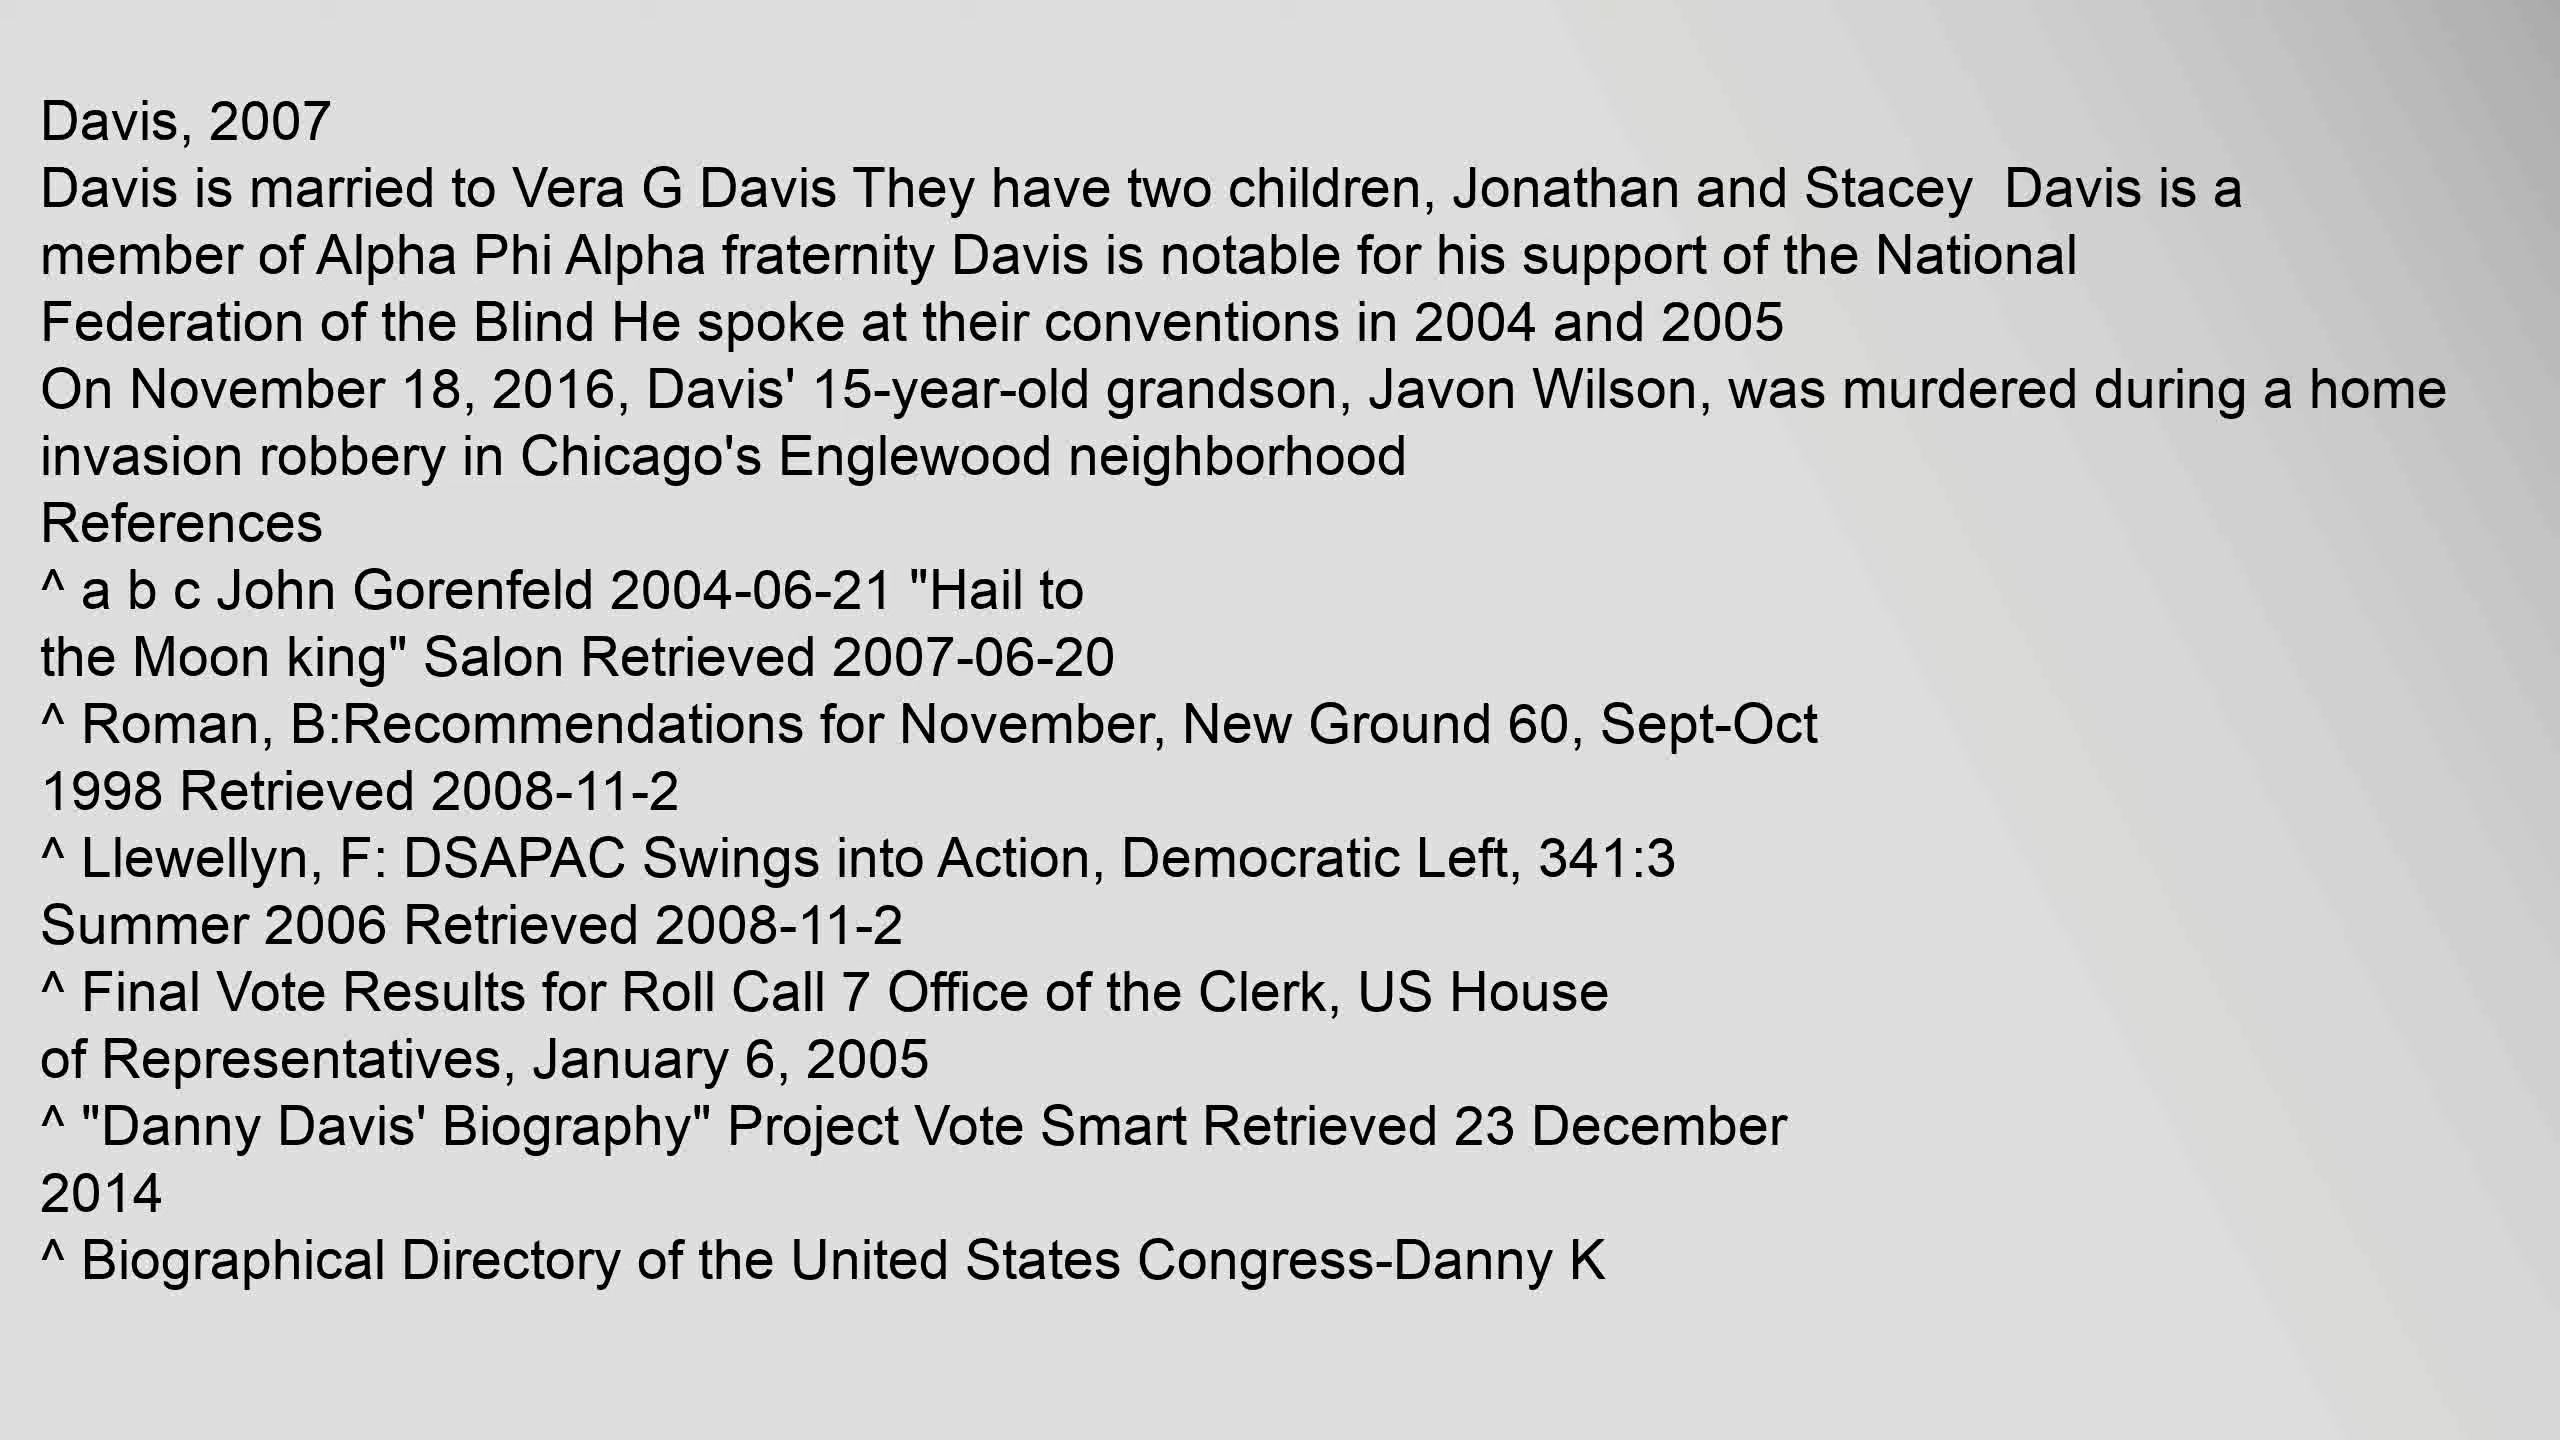 Davis, 2007
Davis is married to Vera G Davis They have two children, Jonathan and Stacey  Davis is a
member of Alpha Phi Alpha fraternity Davis is notable for his support of the National
Federation of the Blind He spoke at their conventions in 2004 and 2005
On November 18, 2016, Davis' 15-year-old grandson, Javon Wilson, was murdered during a home
invasion robbery in Chicago's Englewood neighborhood
References
^ a b c John Gorenfeld 2004-06-21 "Hail to
the Moon king" Salon Retrieved 2007-06-20
^ Roman, B:Recommendations for November, New Ground 60, Sept-Oct
1998 Retrieved 2008-11-2
^ Llewellyn, F: DSAPAC Swings into Action, Democratic Left, 341:3
Summer 2006 Retrieved 2008-11-2
^ Final Vote Results for Roll Call 7 Office of the Clerk, US House
of Representatives, January 6, 2005
^ "Danny Davis' Biography" Project Vote Smart Retrieved 23 December
2014
^ Biographical Directory of the United States Congress-Danny K